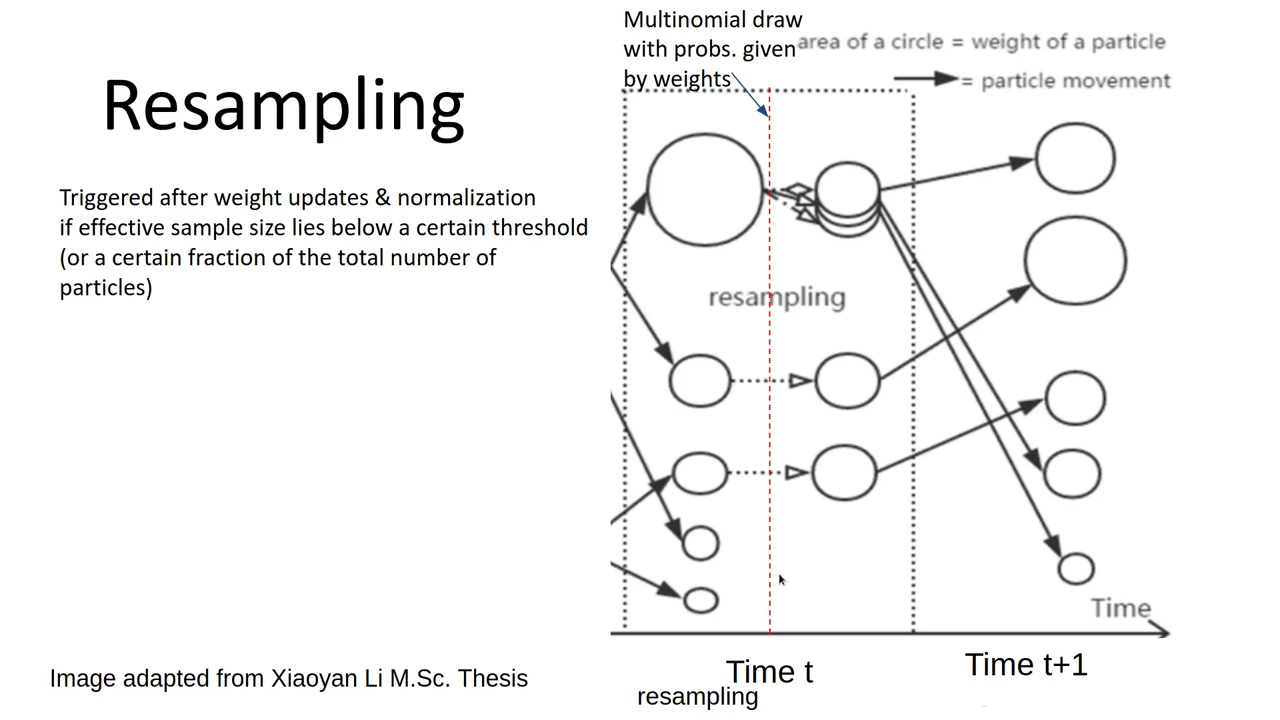 Resampling
Triggered after weight updates & normalization
if effective sample size lies below a certain threshold
(or a certain fraction of the total number of
particles)
Multinomial draw
with probs. given
by weights
area of a circle = weight of a particle
= particle movement
resampling
Time
Time t
Time t+1
resampling
Image adapted from Xiaoyan Li M.Sc. Thesis